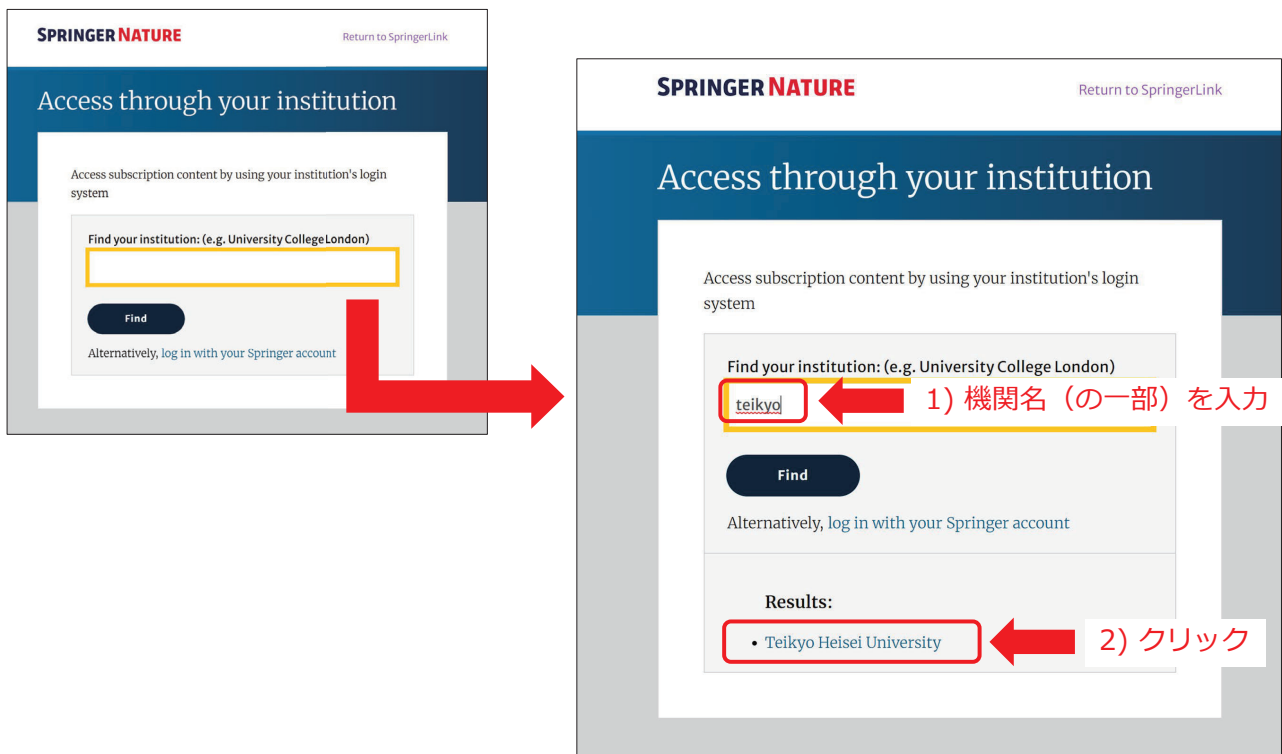 SPRINGER NATURE
Return to SpringerLink
Access through your institution
Access subscription content by using your institution's login
system
Find your institution: (e.g. University College London)
Find
Alternatively, log in with your Springer account
SPRINGER NATURE
Return to SpringerLink
Access through your institution
Access subscription content by using your institution's login
system
Find your institution: (e.g. University College London)
teikyo
1) 機関名（の一部）を入力
Find
Alternatively, log in with your Springer account
Results:
• Teikyo Heisei University
2) クリック